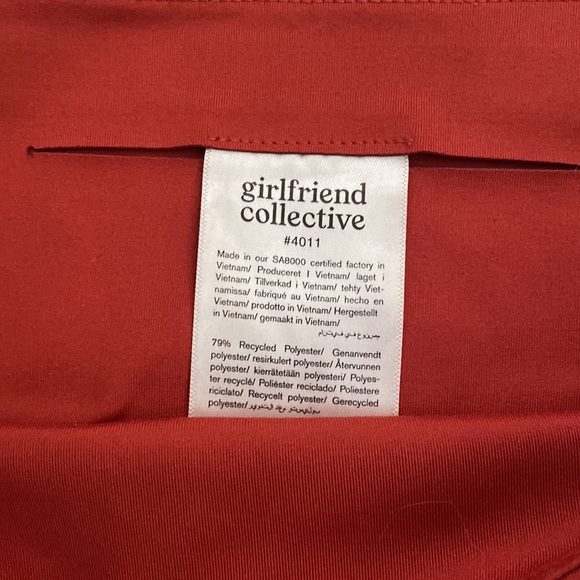 girlfriend
collective
#4011
Made in our SA8000 certified factory in
Vietnam/ Produceret I Vietnam/ laget i
Vietnam/ Tillverkad i Vietnam/ tehty Viet-
namissa/ fabriqué au Vietnam/ hecho en
Vietnam/ prodotto in Vietnam/ Hergestellt
in Vietnam/ gemaakt in Vietnam/
79% Recycled Polyester/ Genanvendt
polyester/ resirkulert polyester/ Återvunnen
polyester/ kierrätetään polyesteri/ Polyes-
ter recyclé/ Poliéster reciclado/ Poliestere
riciclato/ Recycelt polyester/ Gerecycled
polyester/